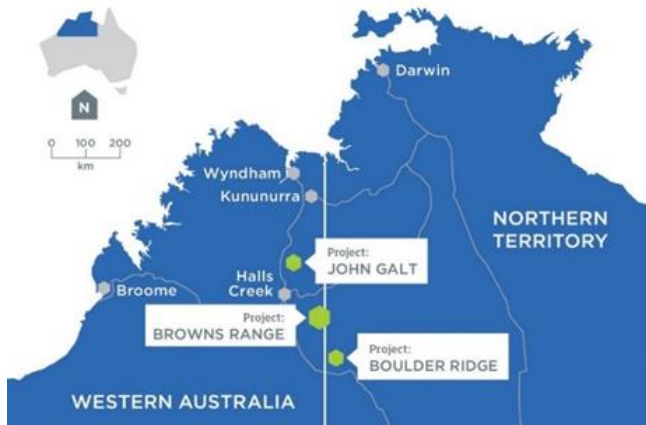 Darwin
N
0 100 200
km
Wyndham
Kununurra
NORTHERN
TERRITORY
Project:
JOHN GALT
Halls
Creek
Broome
Project:
BROWNS RANGE
Project:
BOULDER RIDGE
WESTERN AUSTRALIA